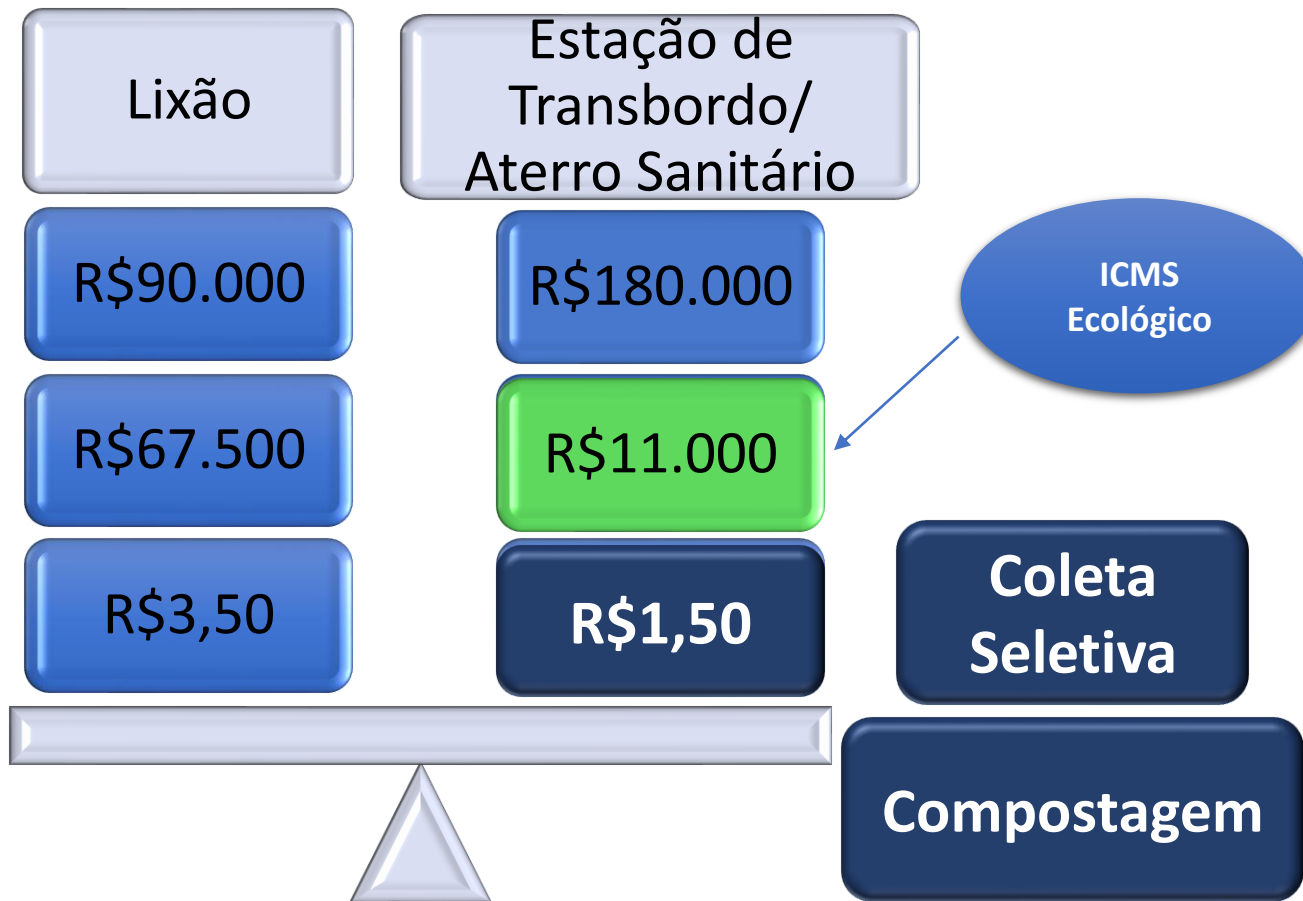 Lixão
Estação de
Transbordo/
Aterro Sanitário
R$90.000
R$180.000
ICMS
Ecológico
R$67.500
R$11.000
R$3,50
R$1,50
Coleta
Seletiva
Compostagem